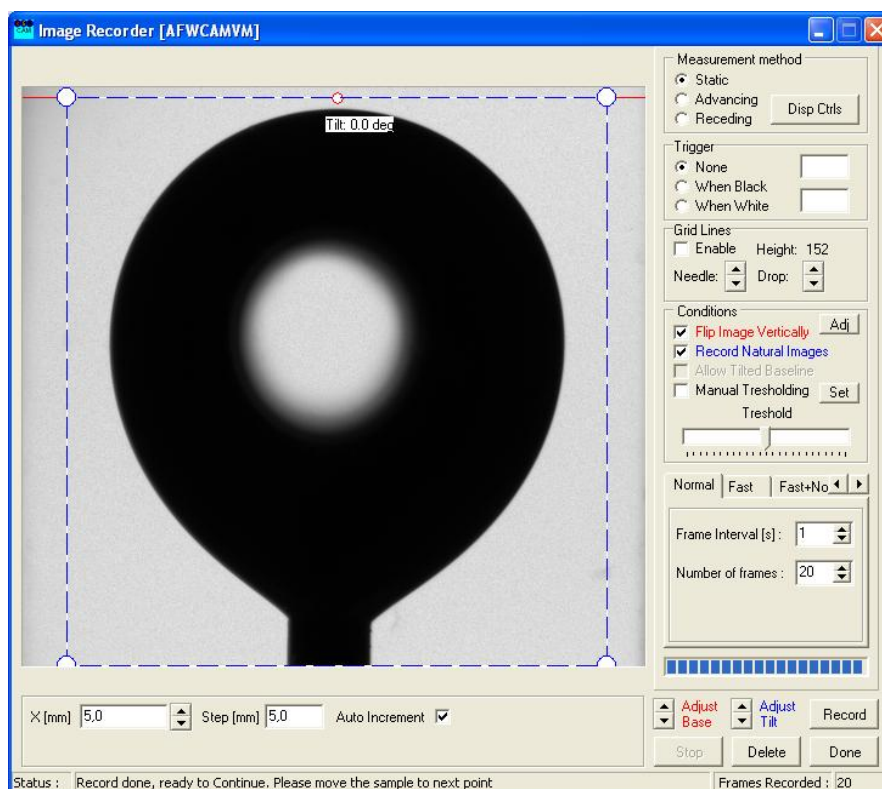 CAM
Image Recorder [AFWCAMVM]
Tilt: 0.0 deg
Measurement method
Static
Advancing
Receding
Disp Ctrls
Trigger
None
When Black
When White
Grid Lines
Enable Height: 152
Needle: Drop:
Conditions
Flip Image Vertically
Adj
Record Natural Images
Allow Tilted Baseline
Manual Tresholding
Set
Treshold
Normal Fast Fast+No
Frame Interval [s] : 1
Number of frames : 20
X [mm] 5,0 Step [mm] 5,0 Auto Increment
Adjust Base
Adjust Tilt
Record
Stop Delete Done
Status : Record done, ready to Continue. Please move the sample to next point Frames Recorded : 20